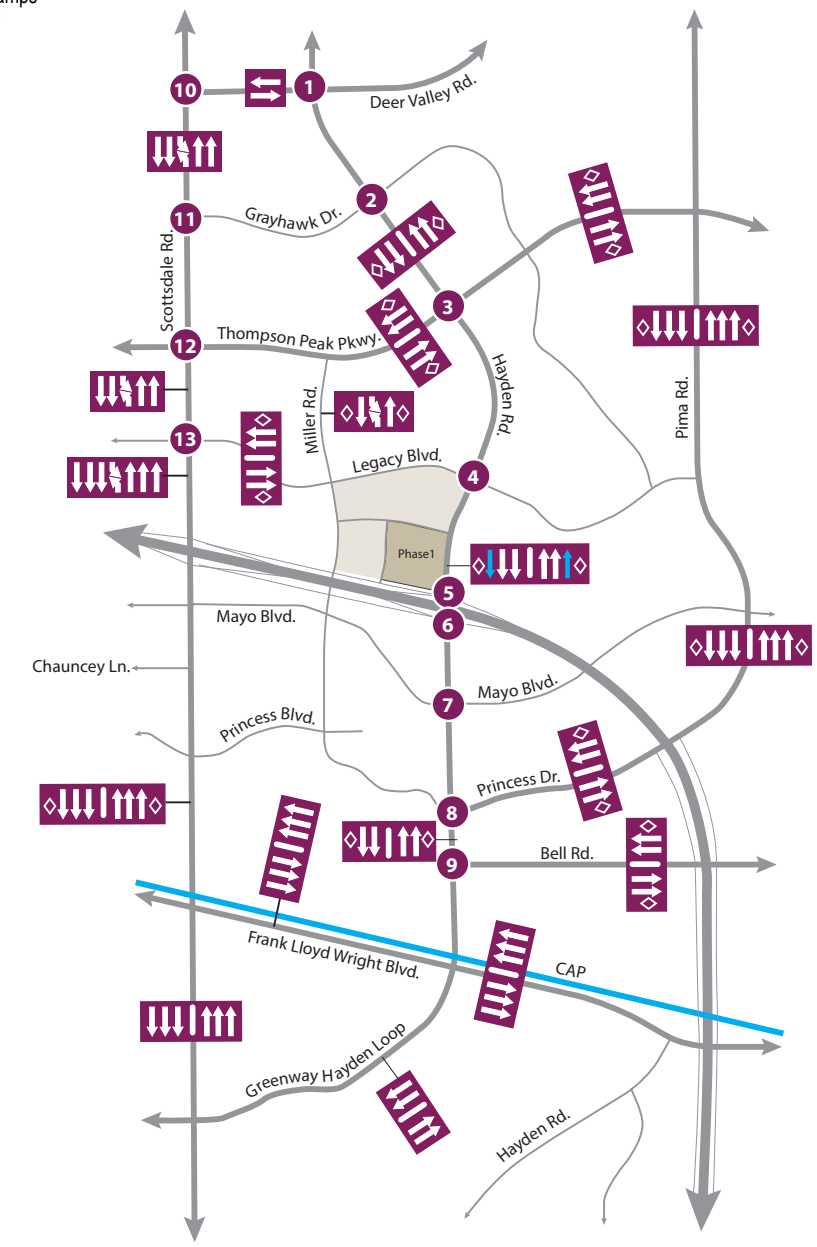 10
1
Deer Valley Rd.
2
11
Grayhawk Dr.
Scottsdale Rd.
3
12
Thompson Peak Pkwy.
Hayden Rd.
Pima Rd.
Miller Rd.
13
Legacy Blvd.
4
Phase1
5
6
Mayo Blvd.
Chauncey Ln.
7
Mayo Blvd.
Princess Blvd.
Princess Dr.
8
9
Bell Rd.
Frank Lloyd Wright Blvd.
CAP
Greenway Hayden Loop
Hayden Rd.